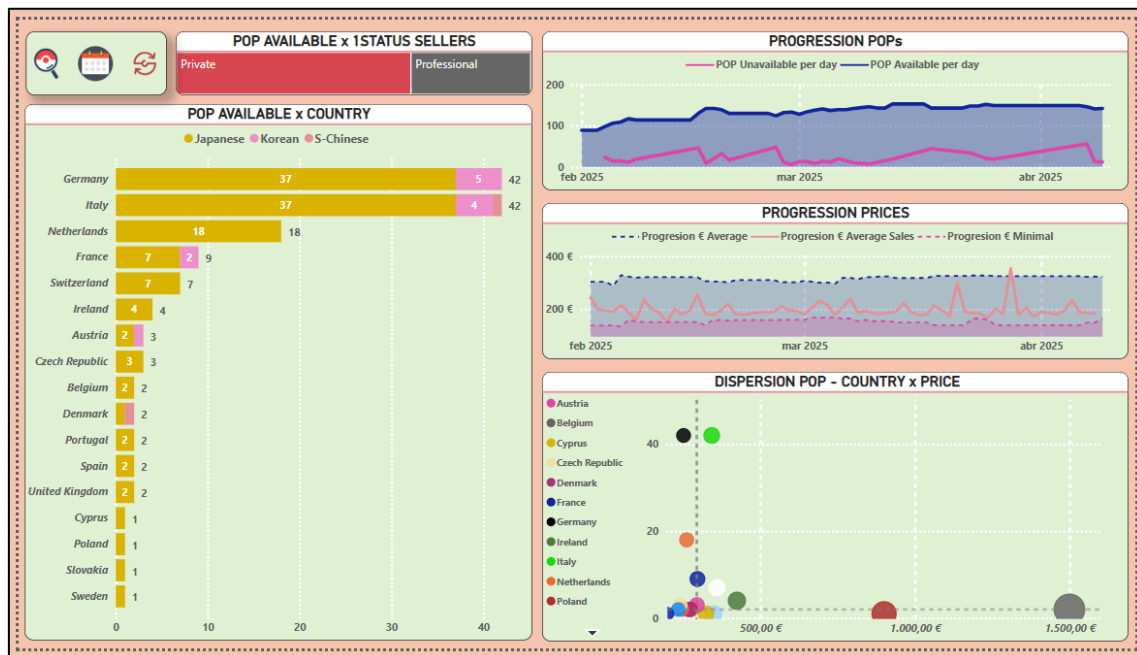 POP AVAILABLE x 1STATUS SELLERS
Private
Professional
POP AVAILABLE x COUNTRY
Japanese Korean S-Chinese
Germany 37 5 42
Italy 37 4 42
Netherlands 18 18
France 7 2 9
Switzerland 7 7
Ireland 4 4
Austria 2 3
Czech Republic 3 3
Belgium 2 2
Denmark 2
Portugal 2 2
Spain 2 2
United Kingdom 2 2
Cyprus 1
Poland 1
Slovakia 1
Sweden 1
0 10 20 30 40
PROGRESSION POPs
POP Unavailable per day POP Available per day
200
100
0
feb 2025 mar 2025 abr 2025
PROGRESSION PRICES
Progresion € Average Progresion € Average Sales Progresion € Minimal
400 €
200 €
feb 2025 mar 2025 abr 2025
DISPERSION POP - COUNTRY x PRICE
Austria
Belgium
Cyprus
Czech Republic
Denmark
France
Germany
Ireland
Italy
Netherlands
Poland
40
20
0
500,00 € 1.000,00 € 1.500,00 €